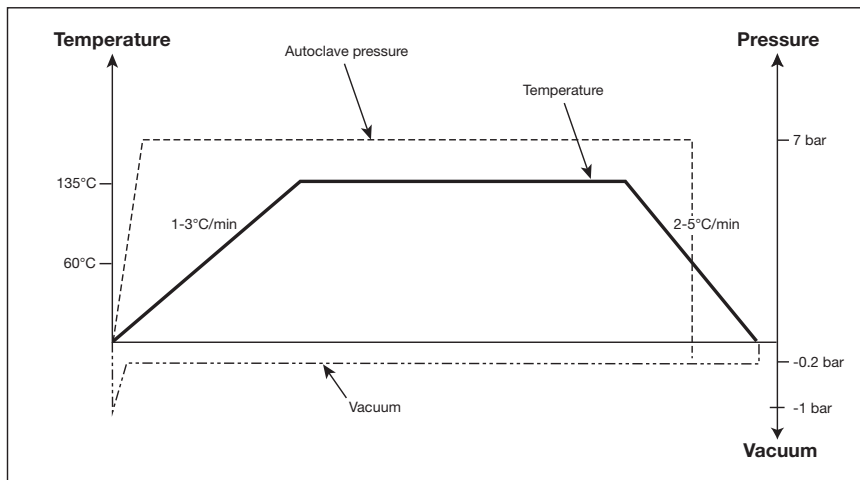 Temperature
Pressure
Autoclave pressure
Temperature
7 bar
135°C
1-3°C/min
2-5°C/min
60°C
-0.2 bar
Vacuum
-1 bar
Vacuum